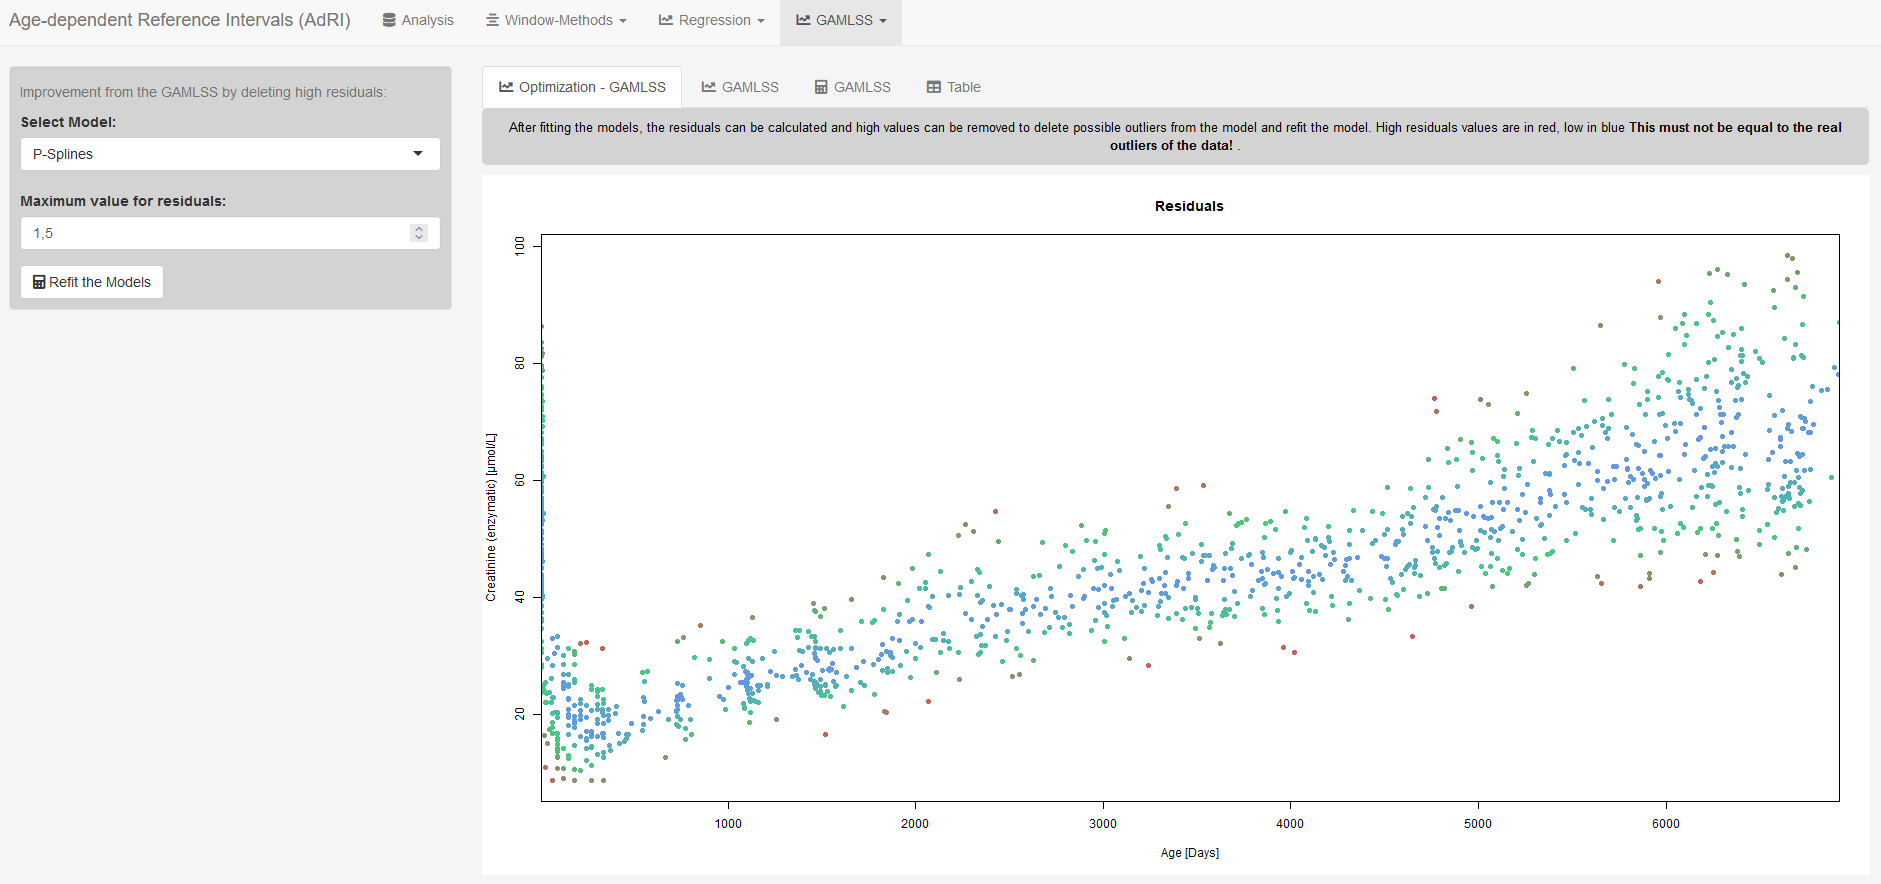 Age-dependent Reference Intervals (AdRI)
Analysis
Window-Methods
Regression
GAMLSS
Improvement from the GAMLSS by deleting high residuals:
Select Model:
P-Splines
Maximum value for residuals:
1,5
Refit the Models
Optimization - GAMLSS
GAMLSS
GAMLSS
Table
After fitting the models, the residuals can be calculated and high values can be removed to delete possible outliers from the model and refit the model. High residuals values are in red, low in blue This must not be equal to the real
outliers of the data! .
Residuals
Creatinine (enzymatic) [µmol/L]
100
80
60
40
20
1000
2000
3000
4000
5000
6000
Age [Days]